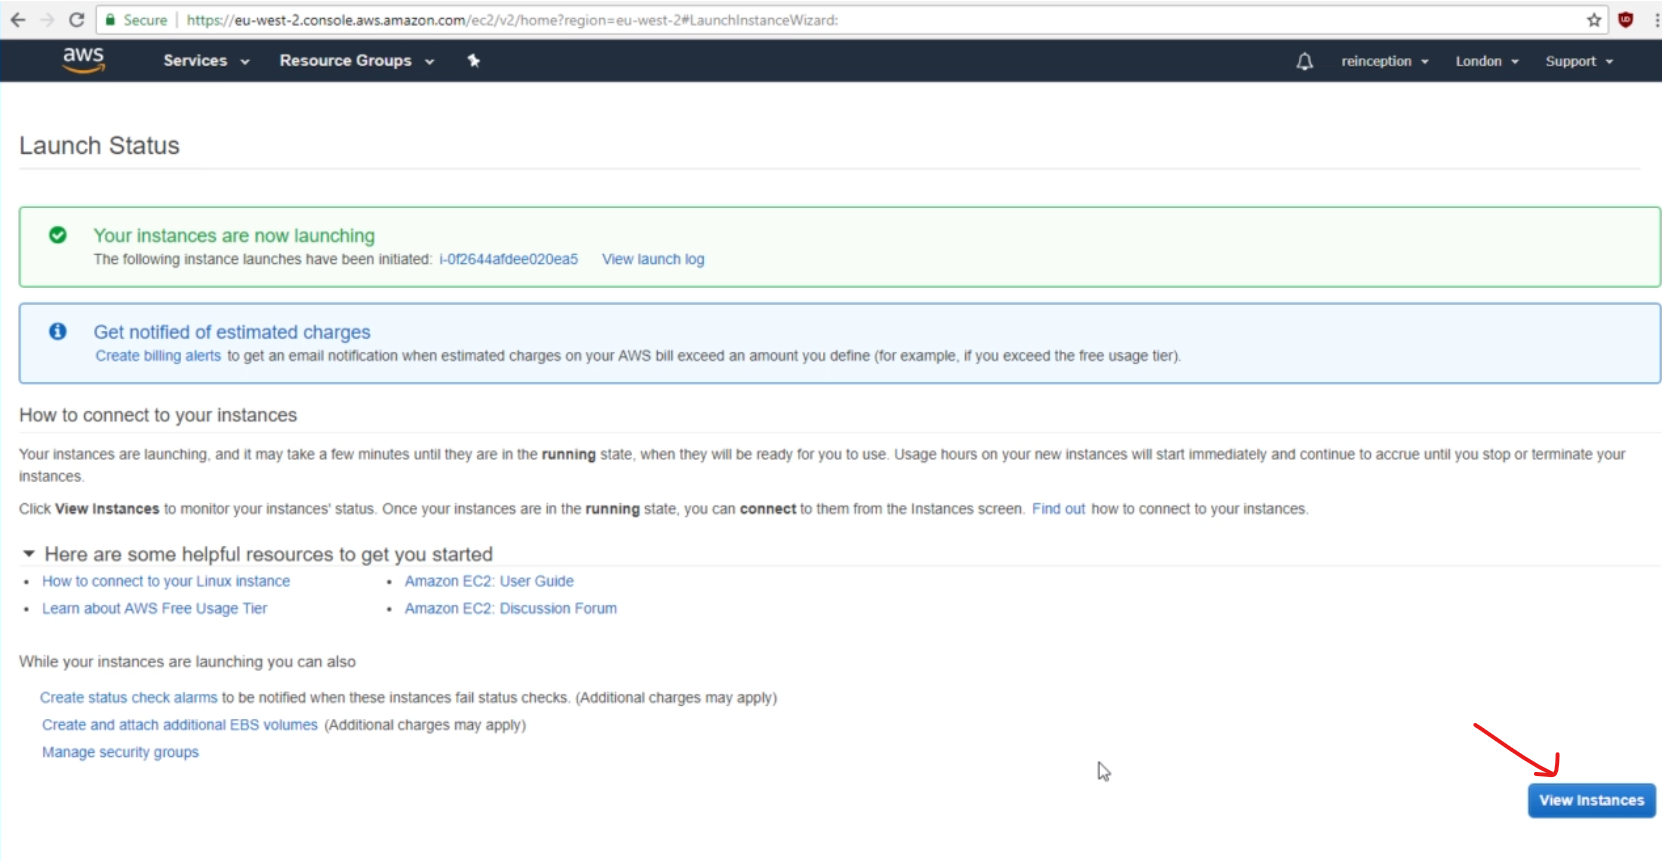 Secure https://eu-west-2.console.aws.amazon.com/ec2/v2/home?region=eu-west-2#LaunchInstanceWizard:
aws Services Resource Groups reinception London Support
Launch Status
Your instances are now launching
The following instance launches have been initiated: i-0f2644afdee020ea5 View launch log
Get notified of estimated charges
Create billing alerts to get an email notification when estimated charges on your AWS bill exceed an amount you define (for example, if you exceed the free usage tier).
How to connect to your instances
Your instances are launching, and it may take a few minutes until they are in the running state, when they will be ready for you to use. Usage hours on your new instances will start immediately and continue to accrue until you stop or terminate your
instances.
Click View Instances to monitor your instances' status. Once your instances are in the running state, you can connect to them from the Instances screen. Find out how to connect to your instances.
Here are some helpful resources to get you started
• How to connect to your Linux instance • Amazon EC2: User Guide
• Learn about AWS Free Usage Tier • Amazon EC2: Discussion Forum
While your instances are launching you can also
Create status check alarms to be notified when these instances fail status checks. (Additional charges may apply)
Create and attach additional EBS volumes (Additional charges may apply)
Manage security groups
View Instances